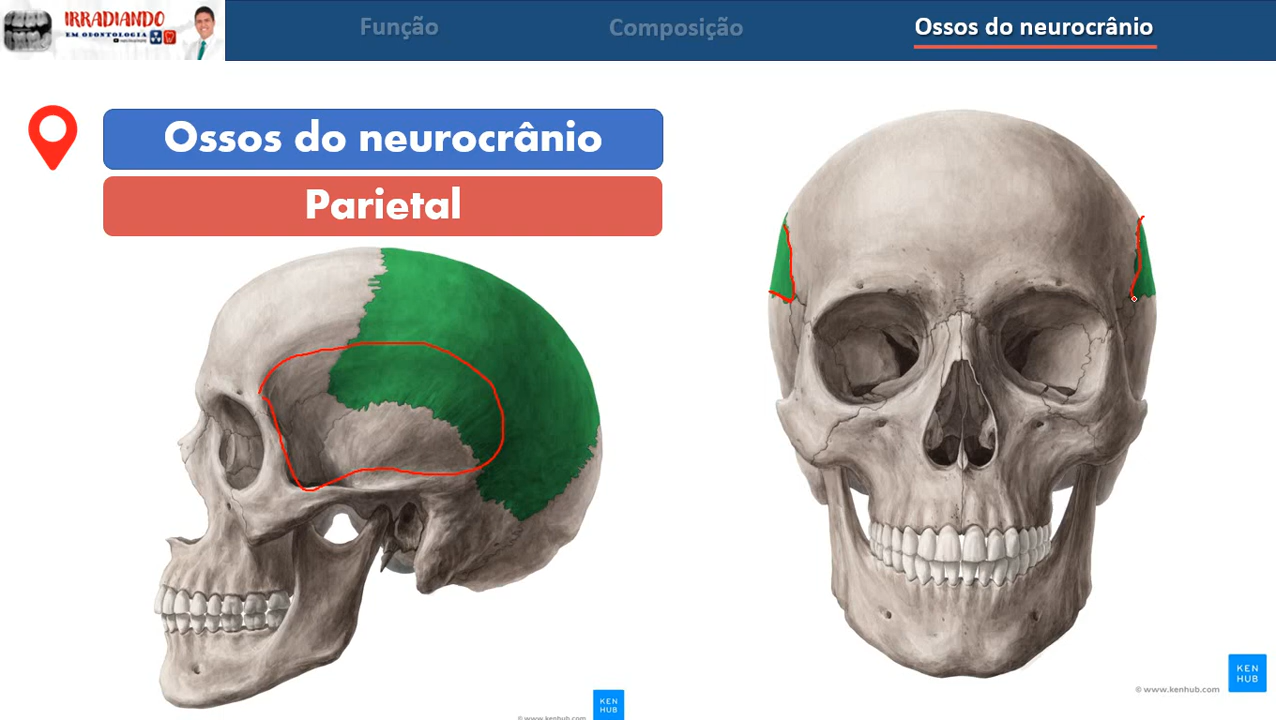 IRRADIANDO
EM ODONTOLOGIA
Função
Composição
Ossos do neurocrânio
Ossos do neurocrânio
Parietal
KEN
HUB
© www.kenhub.com
KEN
HUB
© www.kenhub.com